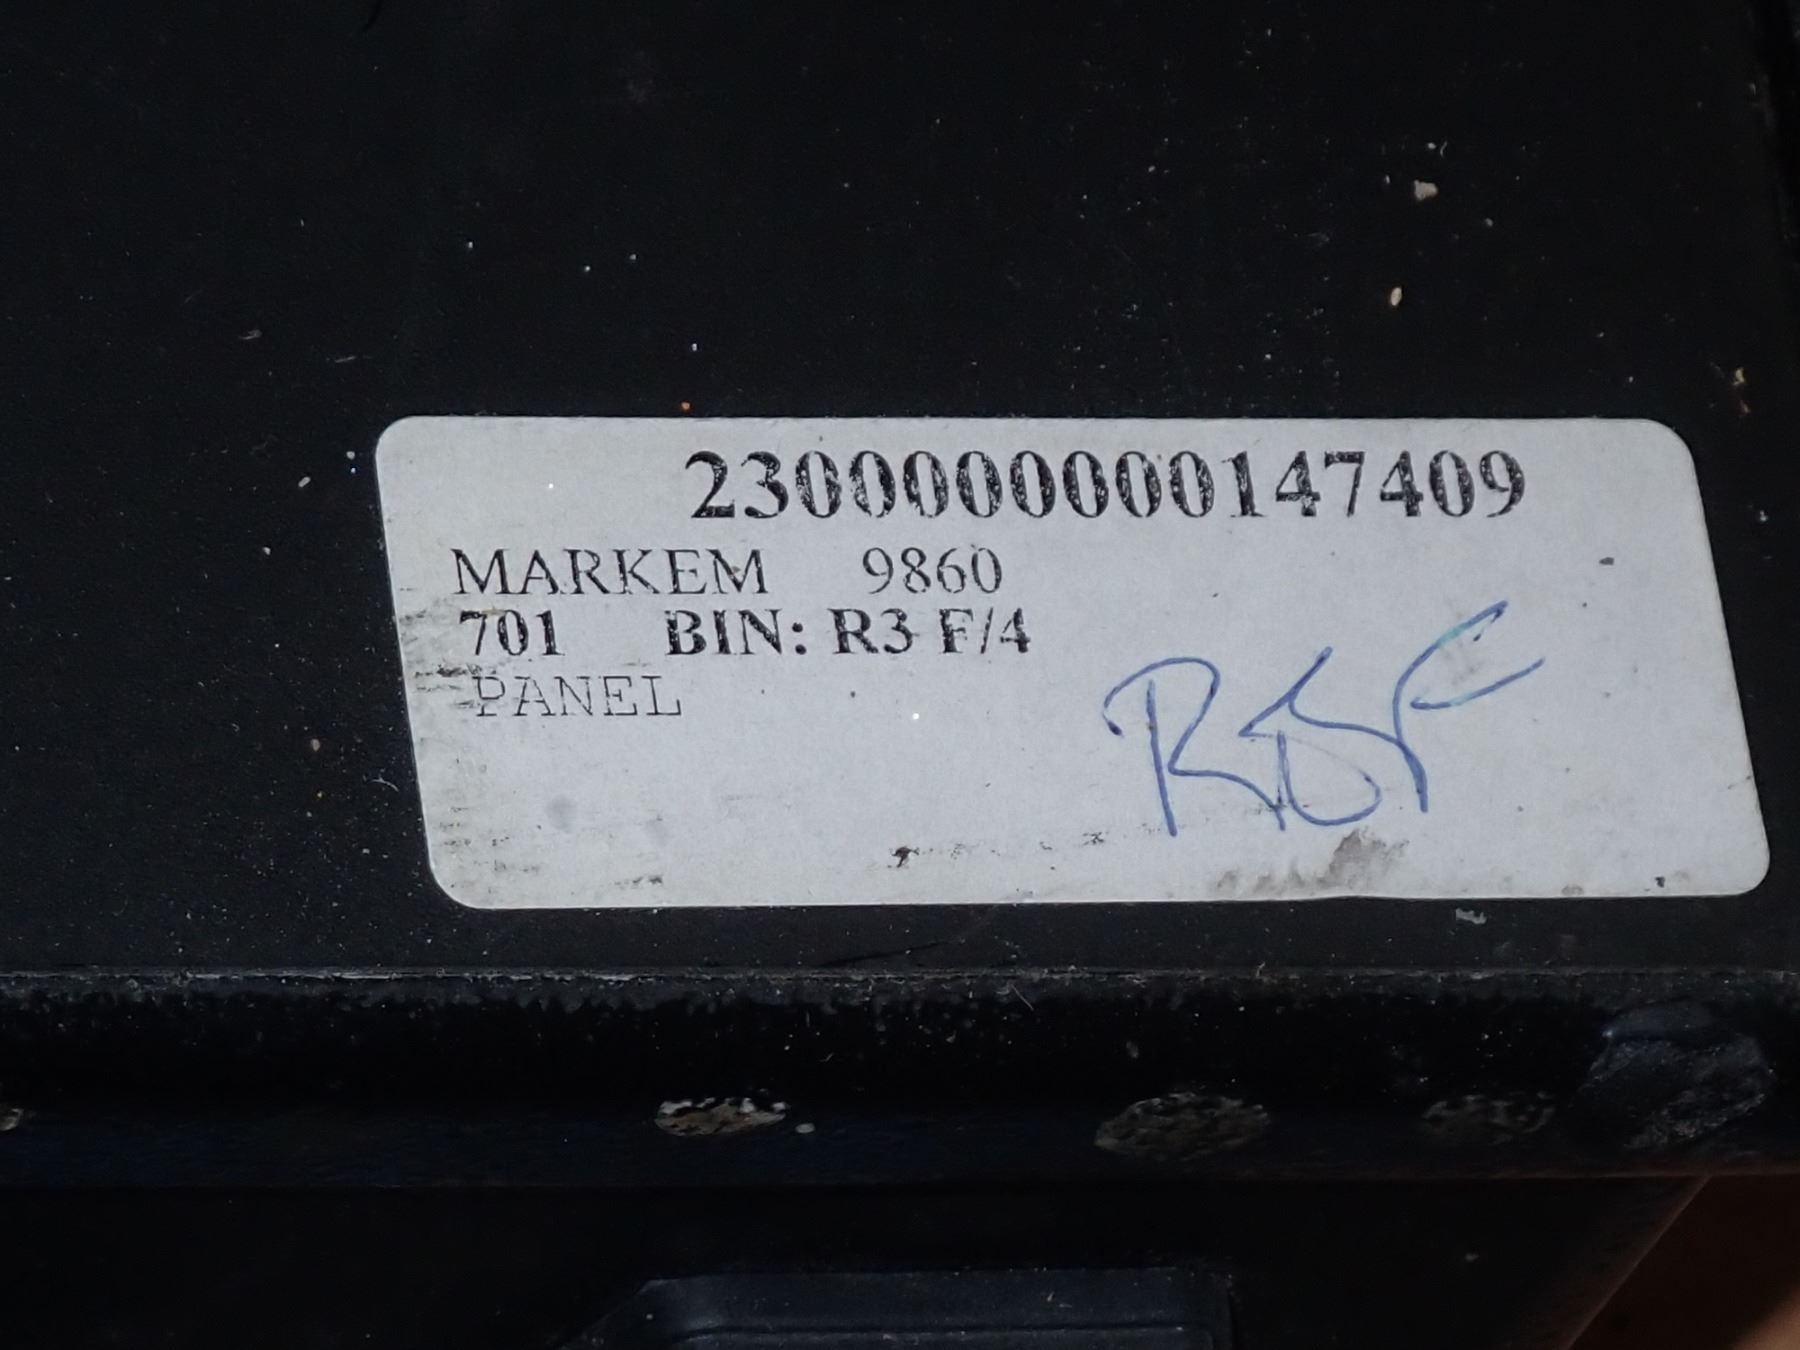 2300000000147409
MARKEM 9860
701 BIN: R3 F/4
PANEL